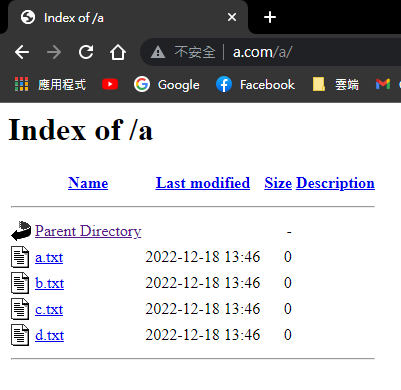 Index of /a
不安全 a.com/a/
應用程式 YouTube Google Facebook 雲端 Gmail
Index of /a
Name Last modified Size Description
Parent Directory -
a.txt 2022-12-18 13:46 0
b.txt 2022-12-18 13:46 0
c.txt 2022-12-18 13:46 0
d.txt 2022-12-18 13:46 0